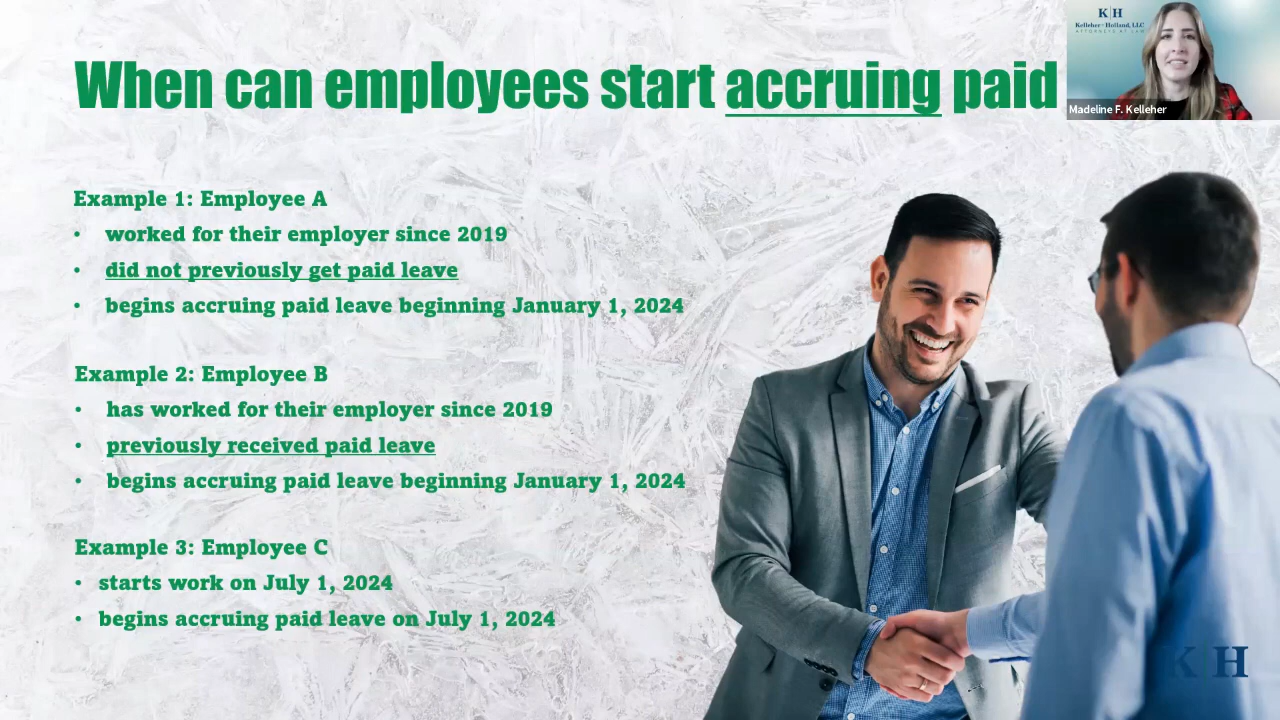 When can employees start accruing paid
K|H
Kelleher + Holland, LLC
ATTORNEYS AT LAW
Madeline F. Kelleher
Example 1: Employee A
• worked for their employer since 2019
• did not previously get paid leave
• begins accruing paid leave beginning January 1, 2024
Example 2: Employee B
• has worked for their employer since 2019
• previously received paid leave
• begins accruing paid leave beginning January 1, 2024
Example 3: Employee C
• starts work on July 1, 2024
• begins accruing paid leave on July 1, 2024
K|H